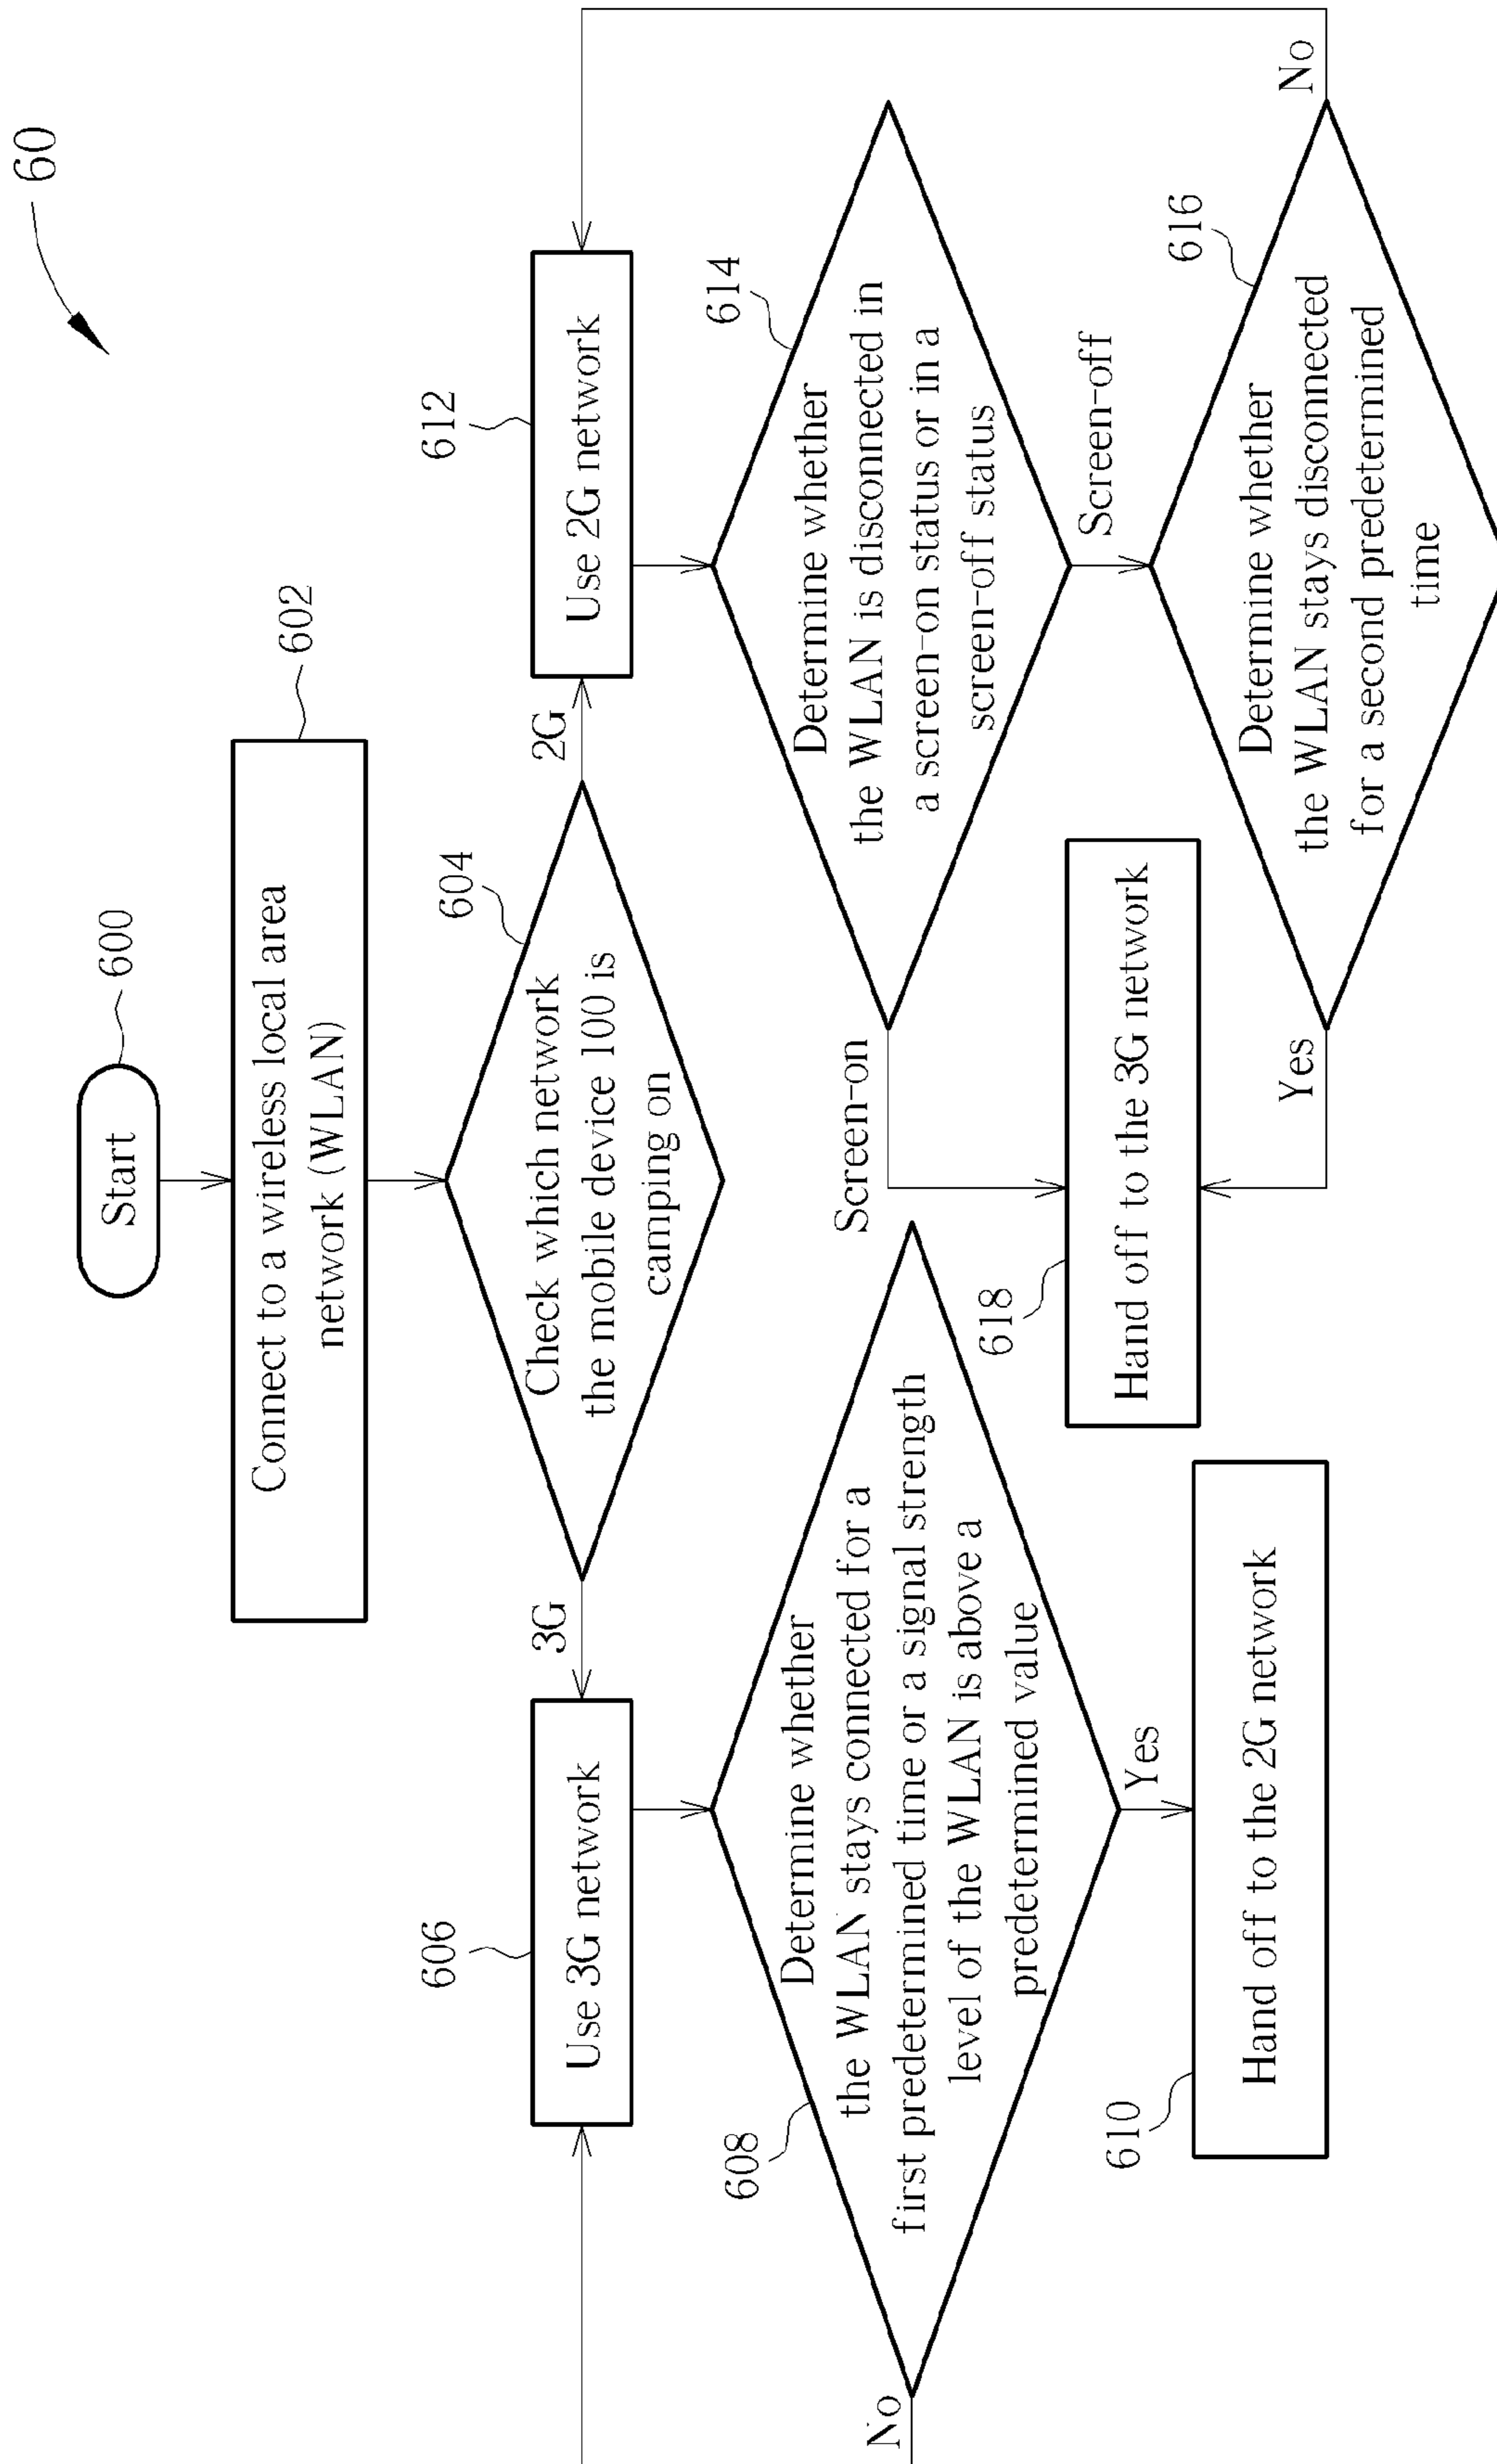 60
Start
600
Connect to a wireless local area
network (WLAN)
602
Check which network
the mobile device 100 is
camping on
604
3G
2G
Use 3G network
606
Use 2G network
612
Determine whether
the WLAN stays connected for a
first predetermined time or a signal strength
level of the WLAN is above a
predetermined value
608
No
Yes
Hand off to the 2G network
610
Determine whether
the WLAN is disconnected in
a screen-on status or in a
screen-off status
614
Screen-on
Screen-off
Hand off to the 3G network
618
Determine whether
the WLAN stays disconnected
for a second predetermined
time
616
Yes
No